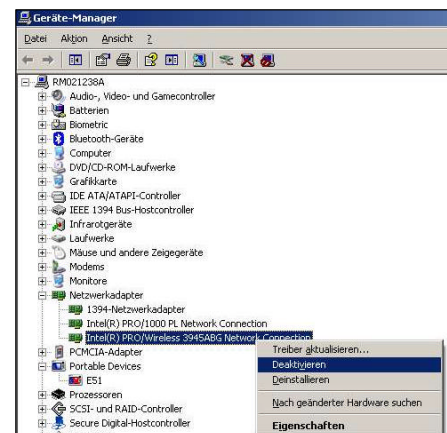 Geräte-Manager
Datei Aktion Ansicht ?
RM021238A
Audio-, Video- und Gamecontroller
Batterien
Biometric
Bluetooth-Geräte
Computer
DVD/CD-ROM-Laufwerke
Grafikkarte
IDE ATA/ATAPI-Controller
IEEE 1394 Bus-Hostcontroller
Infrarotgeräte
Laufwerke
Mäuse und andere Zeigegeräte
Modems
Monitore
Netzwerkadapter
1394-Netzwerkadapter
Intel(R) PRO/1000 PL Network Connection
Intel(R) PRO/Wireless 3945ABG Network Connection
PCMCIA-Adapter
Portable Devices
E51
Prozessoren
SCSI- und RAID-Controller
Secure Digital-Hostcontroller
Treiber aktualisieren...
Deaktivieren
Deinstallieren
Nach geänderter Hardware suchen
Eigenschaften